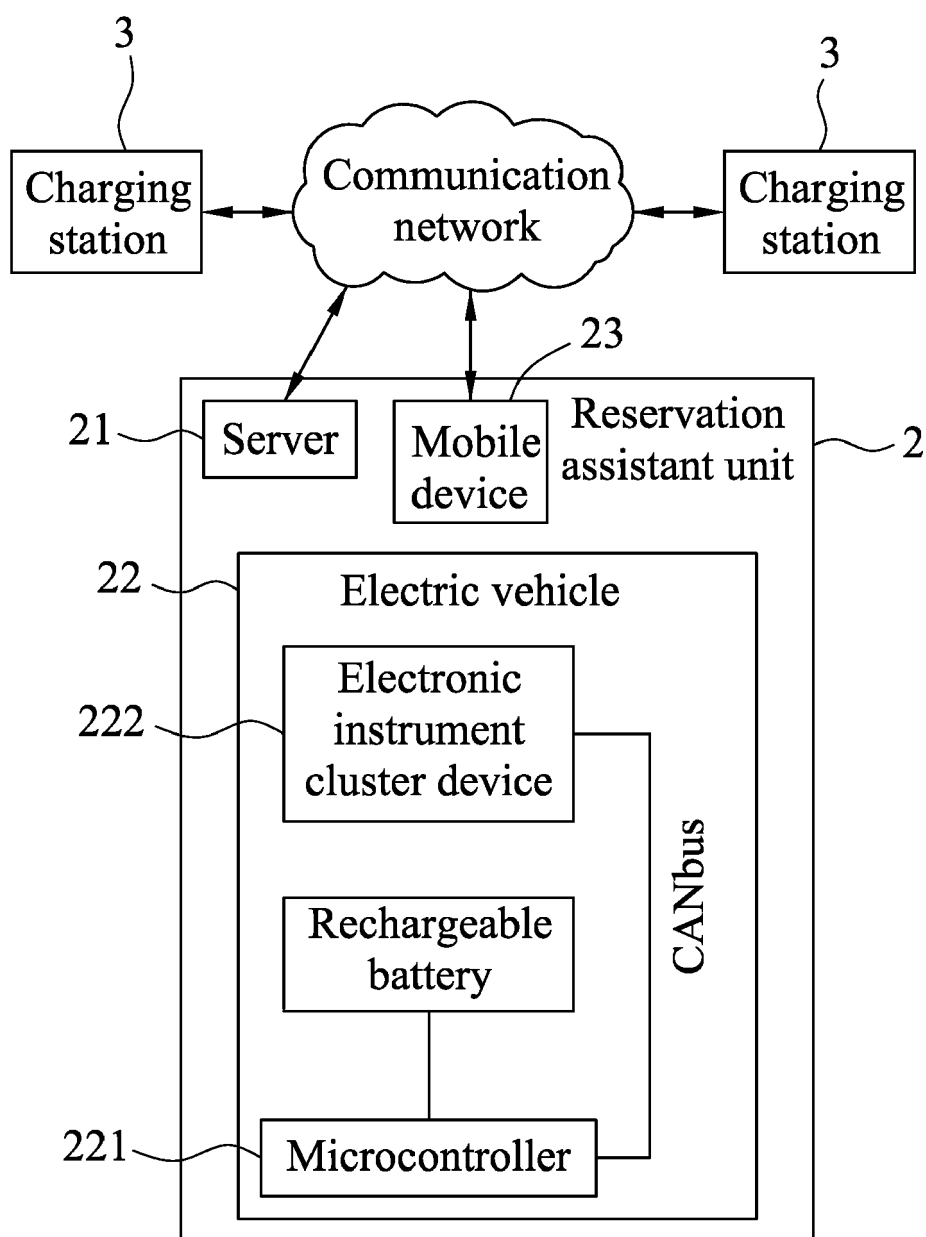 3
3
Charging
station
Communication
network
Charging
station
23
21
Server
Mobile
device
Reservation
assistant unit
2
22
Electric vehicle
222
Electronic
instrument
cluster device
CANbus
Rechargeable
battery
221
Microcontroller